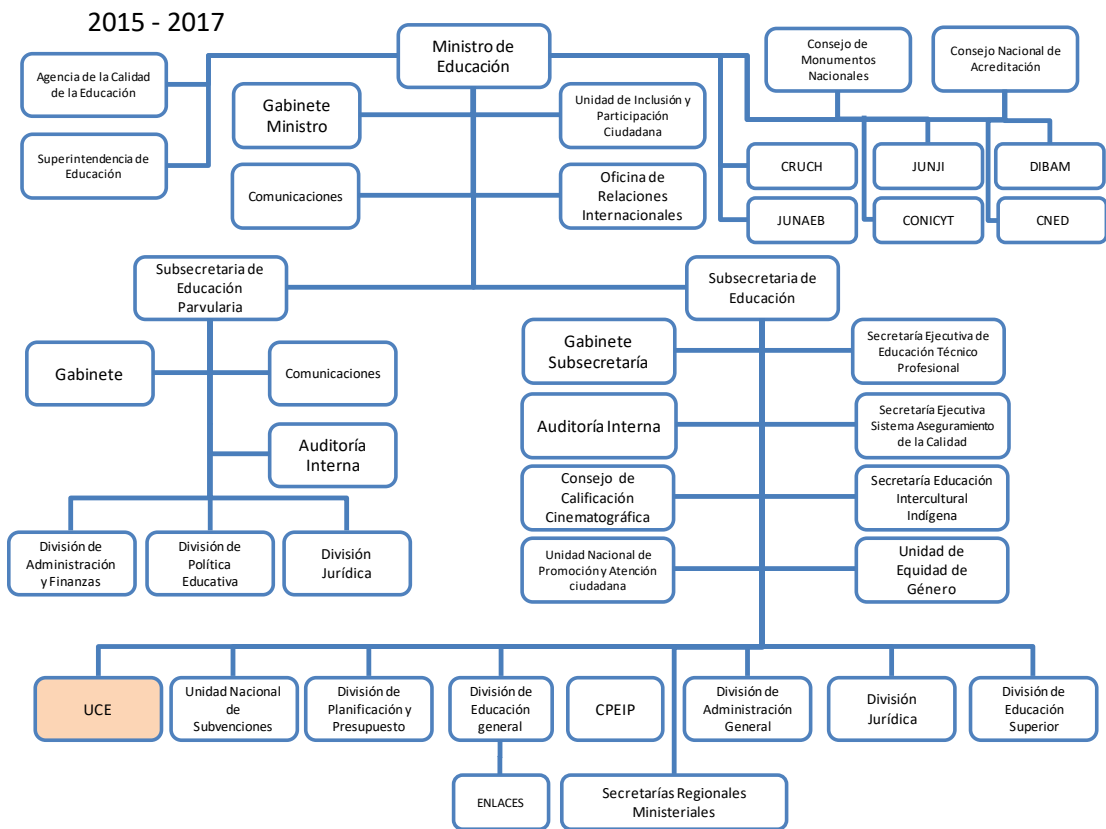 2015 - 2017
Ministro de
Educación
Agencia de la Calidad
de la Educación
Superintendencia de
Educación
Gabinete
Ministro
Unidad de Inclusión y
Participación
Ciudadana
Comunicaciones
Oficina de
Relaciones
Internacionales
Consejo de
Monumentos
Nacionales
Consejo Nacional de
Acreditación
CRUCH
JUNJI
DIBAM
JUNAEB
CONICYT
CNED
Subsecretaria de
Educación
Parvularia
Subsecretaria de
Educación
Gabinete
Comunicaciones
Auditoría
Interna
División de
Administración
y Finanzas
División de
Política
Educativa
División
Jurídica
Gabinete
Subsecretaría
Secretaría Ejecutiva de
Educación Técnico
Profesional
Auditoría Interna
Secretaría Ejecutiva
Sistema Aseguramiento
de la Calidad
Consejo de
Calificación
Cinematográfica
Secretaría Educación
Intercultural
Indígena
Unidad Nacional de
Promoción y Atención
ciudadana
Unidad de
Equidad de
Género
UCE
Unidad Nacional
de
Subvenciones
División de
Planificación y
Presupuesto
División de
Educación
general
CPEIP
División de
Administración
General
División
Jurídica
División de
Educación
Superior
ENLACES
Secretarías Regionales
Ministeriales